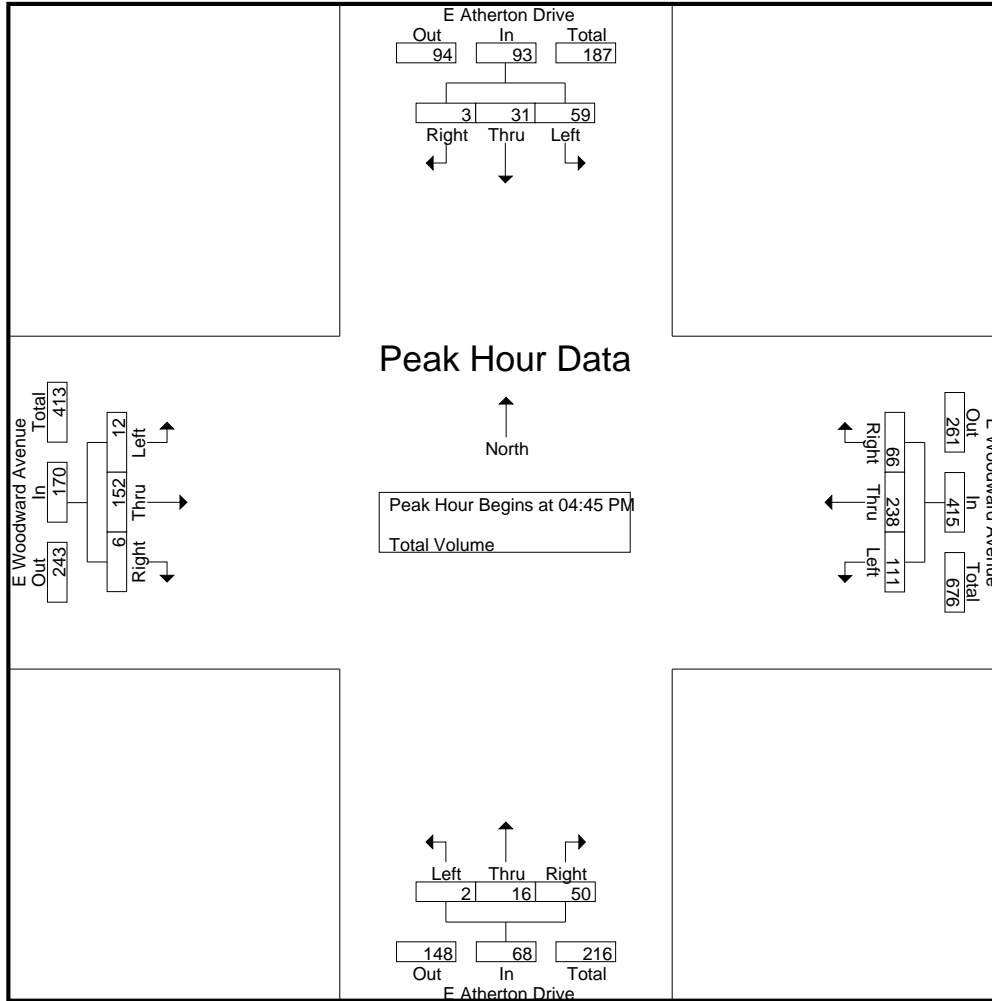 E Atherton Drive
Out In Total
94 93 187
3 31 59
Right Thru Left
Peak Hour Data
North
Peak Hour Begins at 04:45 PM
Total Volume
E Woodward Avenue
Out In Total
243 170 413
6 152 12
Right Thru Left
E Woodward Avenue
Out In Total
261 415 676
66 238 111
Right Thru Left
Left Thru Right
2 16 50
148 68 216
Out In Total
E Atherton Drive